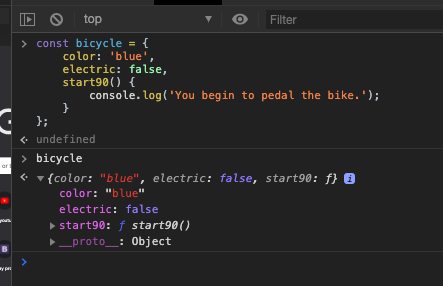 top
Filter
const bicycle = {
color: 'blue',
electric: false,
start90() {
console.log('You begin to pedal the bike.');
}
};
undefined
bicycle
{color: "blue", electric: false, start90: ƒ} i
color: "blue"
electric: false
start90: ƒ start90()
__proto__: Object